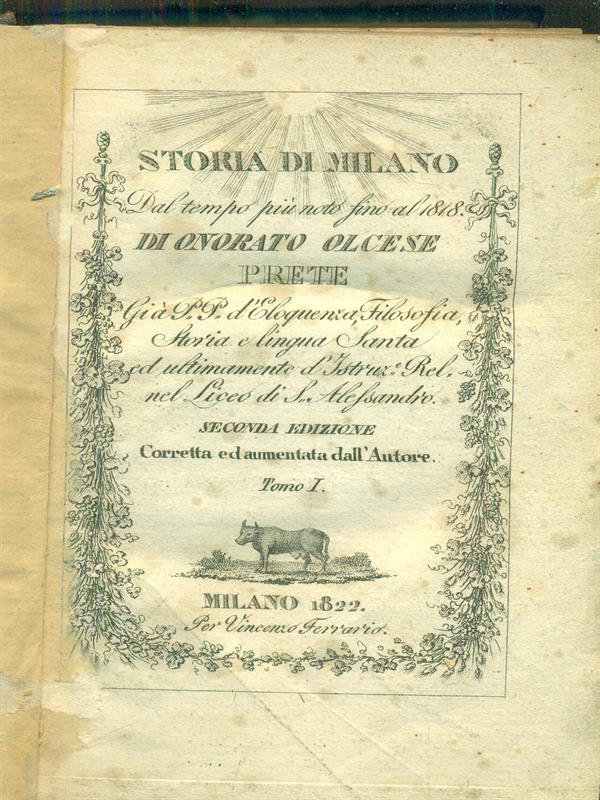 STORIA DI MILANO
Dal tempo più noto fino al 1818.
DI ONORATO OLCESE
PRETE
Già P. P. d'Eloquenza, Filosofia,
Storia e lingua Santa
ed ultimamente d'Istruz.e Rel.
nel Liceo di S. Alessandro.
SECONDA EDIZIONE
Corretta ed aumentata dall'Autore.
Tomo I.
MILANO 1822.
Per Vincenzo Ferrario.